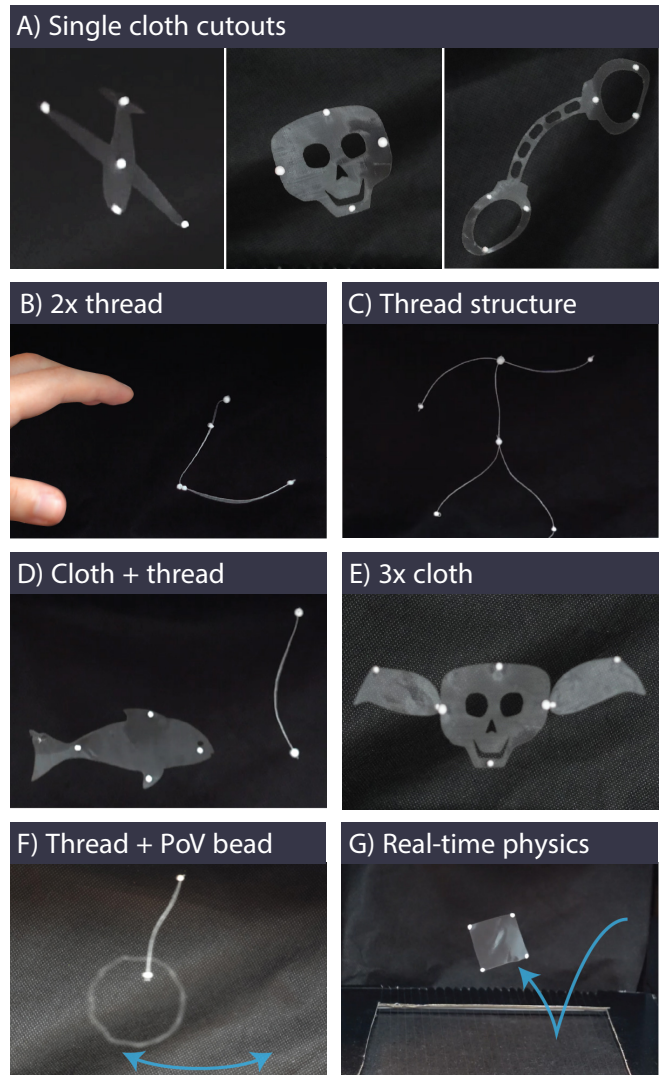 A) Single cloth cutouts
B) 2x thread
C) Thread structure
D) Cloth + thread
E) 3x cloth
F) Thread + PoV bead
G) Real-time physics